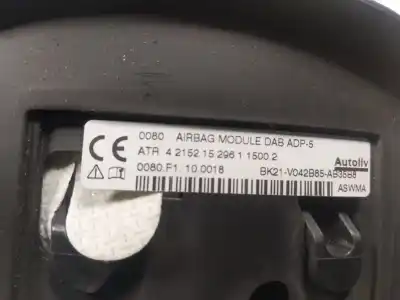 0080 AIRBAG MODULE DAB ADP-5
CE ATR 4 2152 15 296 1 1500.2 Autoliv
0080.F1 10.0018 BK21-V042B85-AB35B8
ASWMA